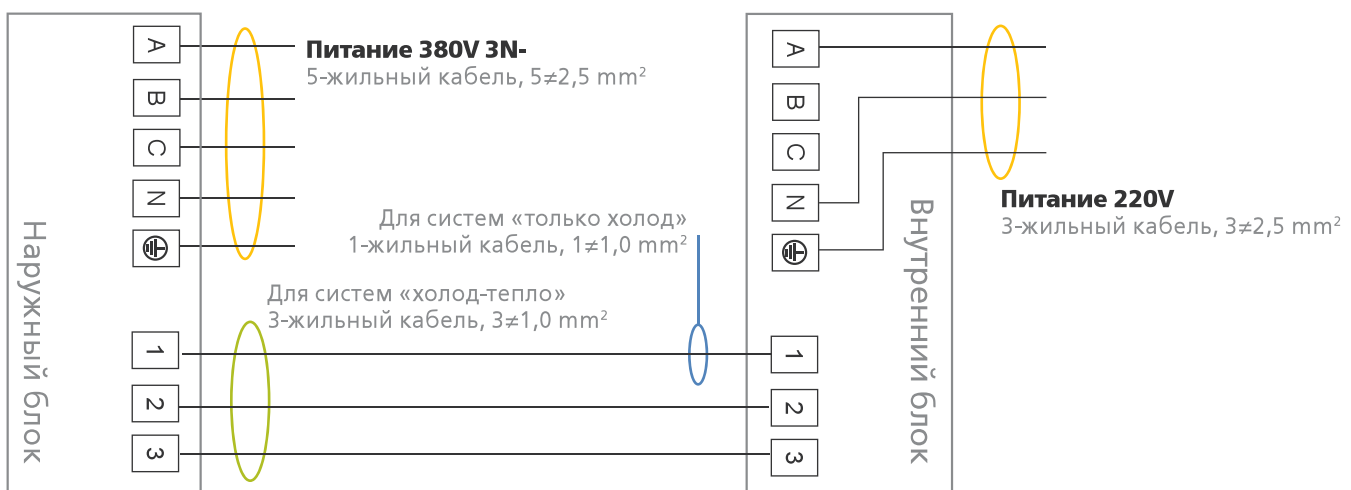 Наружный блок
A
B
C
N
Питание 380V 3N-
5-жильный кабель, 5≠2,5 mm²
Для систем «только холод»
1-жильный кабель, 1≠1,0 mm²
Для систем «холод-тепло»
3-жильный кабель, 3≠1,0 mm²
1
2
3
A
B
C
N
1
2
3
Внутренний блок
Питание 220V
3-жильный кабель, 3≠2,5 mm²